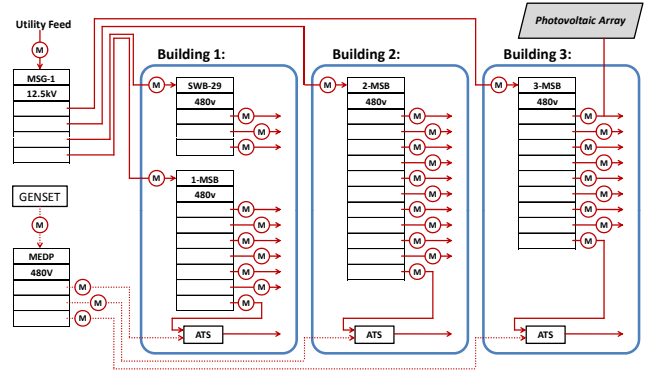 Photovoltaic Array
Utility Feed
M
MSG-1
12.5kV
GENSET
M
MEDP
480V
M
M
M
Building 1:
M
SWB-29
480v
M
M
M
M
1-MSB
480v
M
M
M
M
M
M
M
ATS
Building 2:
M
2-MSB
480v
M
M
M
M
M
M
M
M
M
M
M
ATS
Building 3:
M
3-MSB
480v
M
M
M
M
M
M
M
M
M
ATS